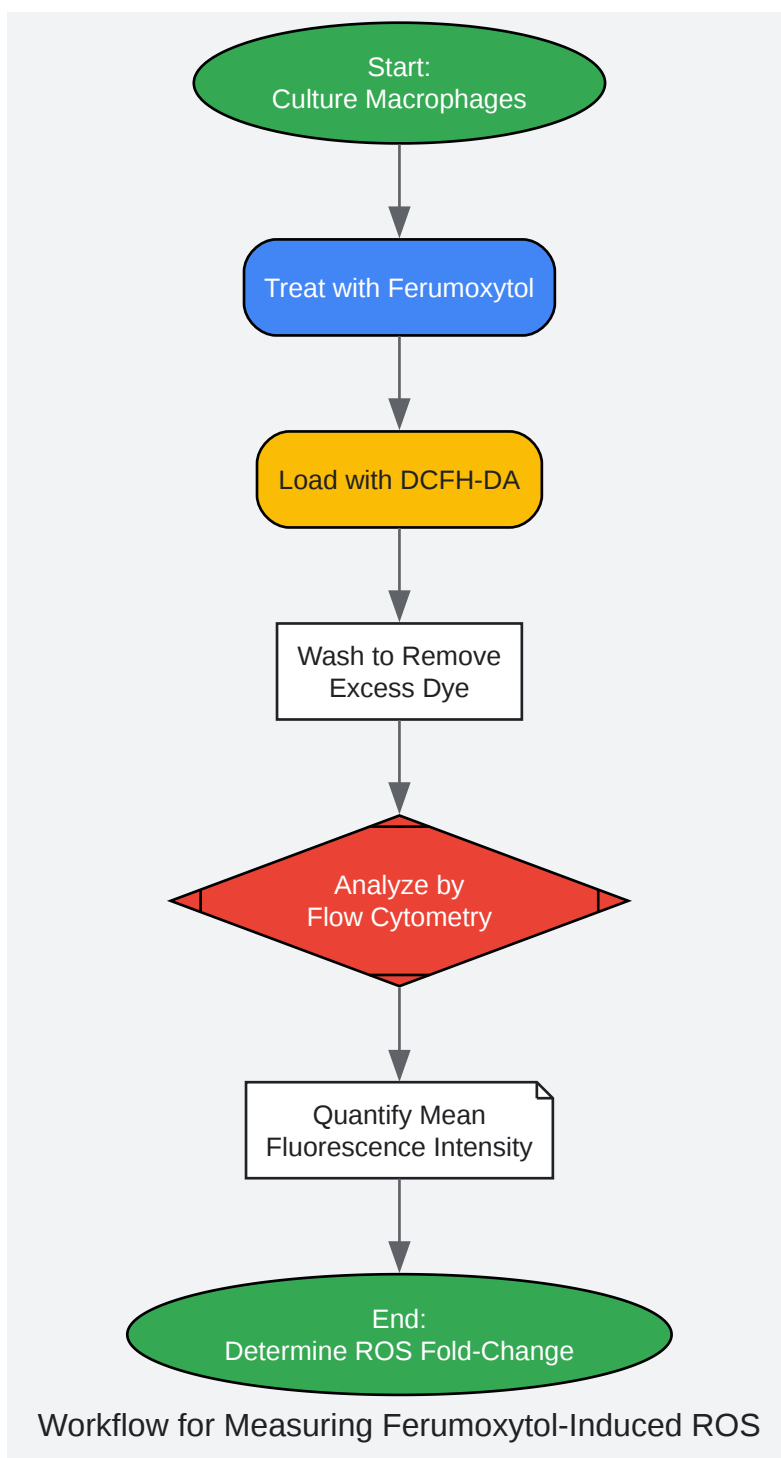 Start:
Culture Macrophages
Treat with Ferumoxytol
Load with DCFH-DA
Wash to Remove
Excess Dye
Analyze by
Flow Cytometry
Quantify Mean
Fluorescence Intensity
End:
Determine ROS Fold-Change
Workflow for Measuring Ferumoxytol-Induced ROS